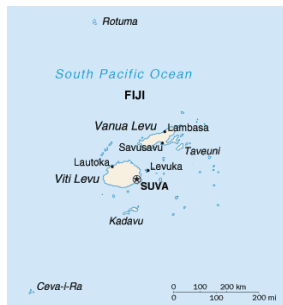 Rotuma
South Pacific Ocean
FIJI
Vanua Levu
Lambasa
Savusavu
Taveuni
Lautoka
Levuka
Viti Levu
SUVA
Kadavu
Ceva-i-Ra
0 100 200 km
0 100 200 mi